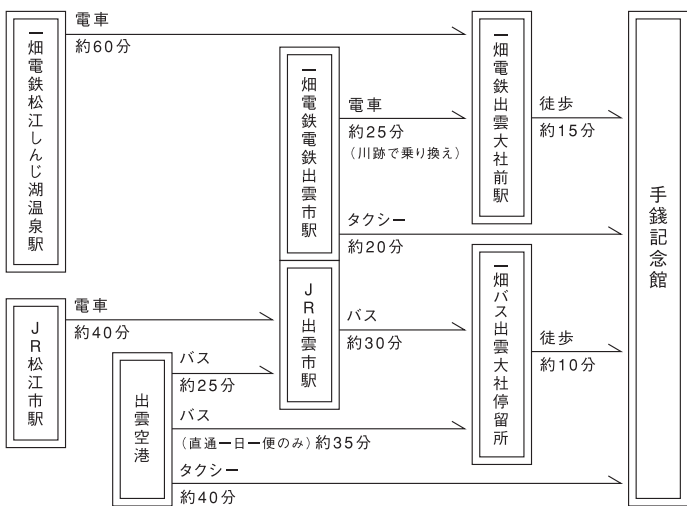 一畑電鉄松江しんじ湖温泉駅
電車
約60分
一畑電鉄電鉄出雲市駅
電車
約25分
（川跡で乗り換え）
一畑電鉄出雲大社前駅
徒歩
約15分
手錢記念館
タクシー
約20分
JR松江市駅
電車
約40分
JR出雲市駅
バス
約30分
一畑バス出雲大社停留所
徒歩
約10分
出雲空港
バス
約25分
バス
（直通一日一便のみ）約35分
タクシー
約40分